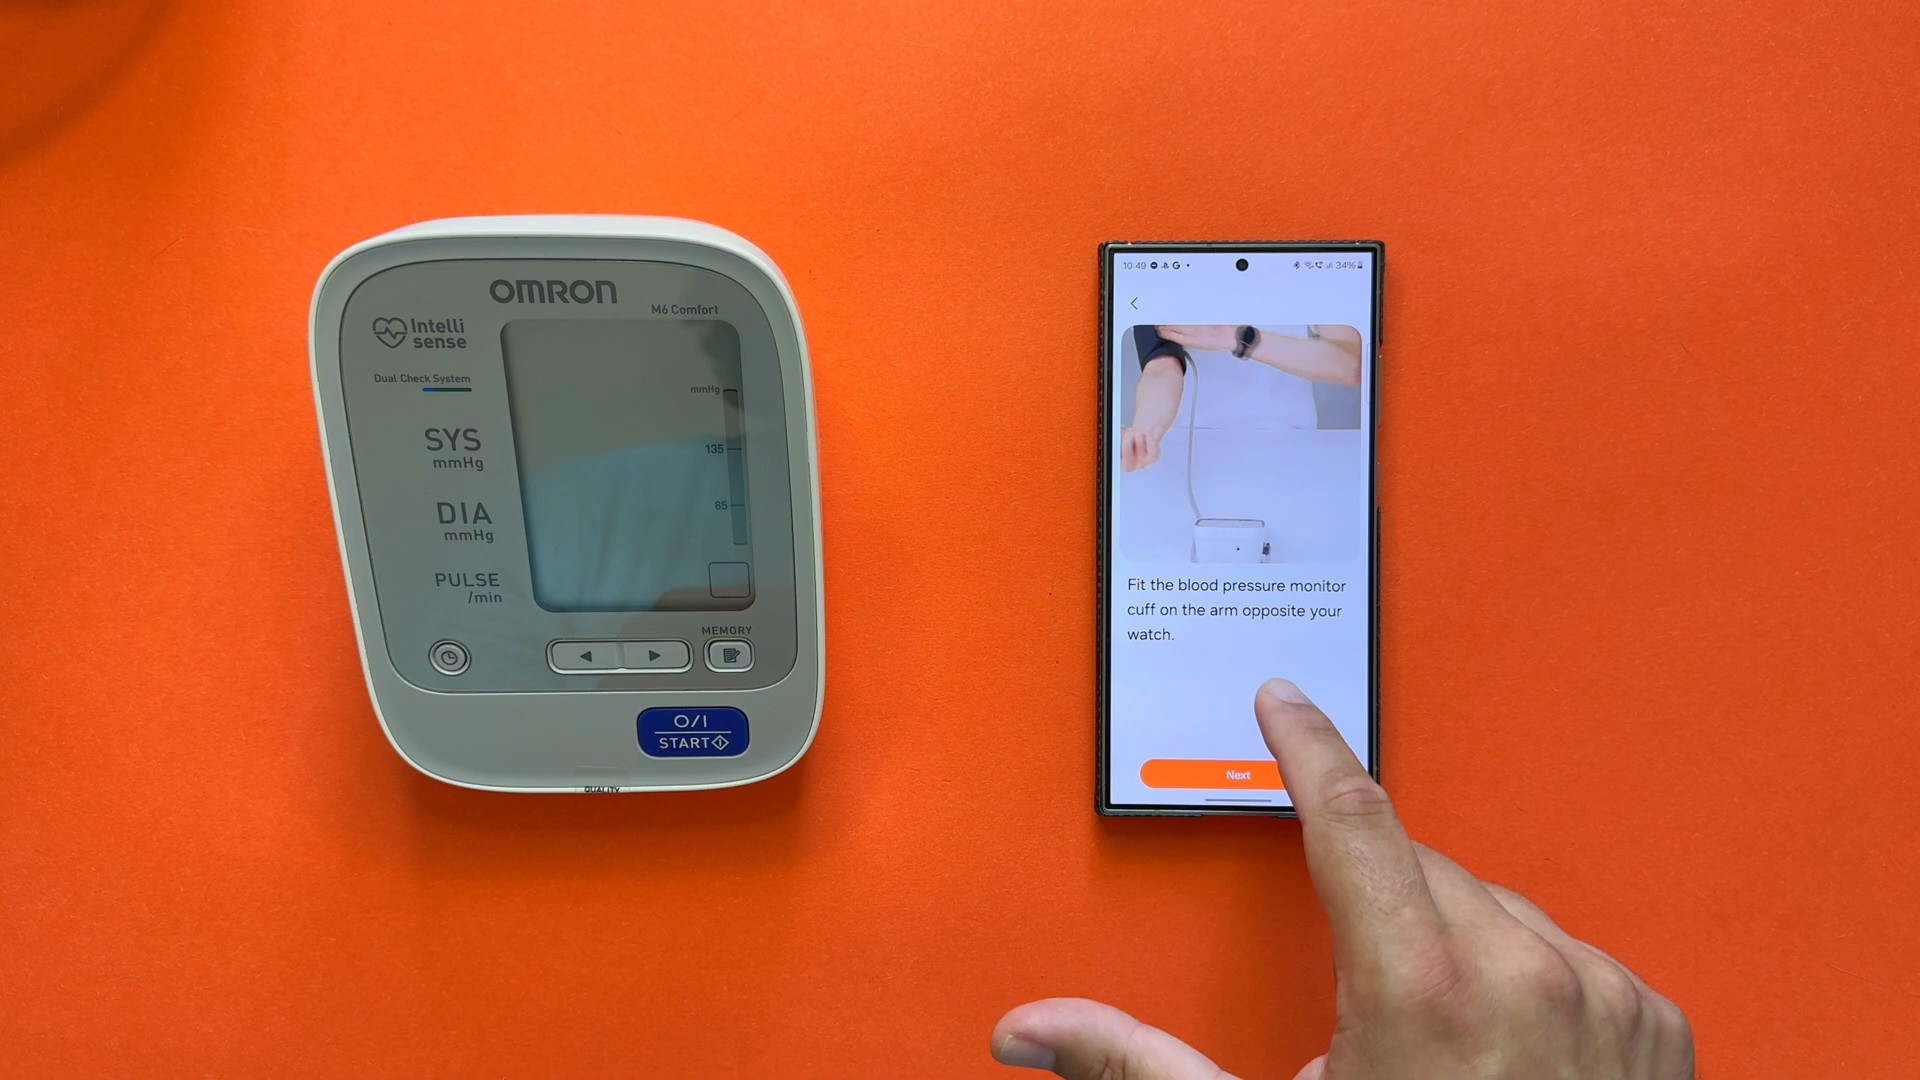 OMRON
M6 Comfort
Intelli
sense
Dual Check System
mmHg
135
85
SYS
mmHg
DIA
mmHg
PULSE
/min
MEMORY
O/I
START
QUALITY
10:49
34%
Fit the blood pressure monitor
cuff on the arm opposite your
watch.
Next